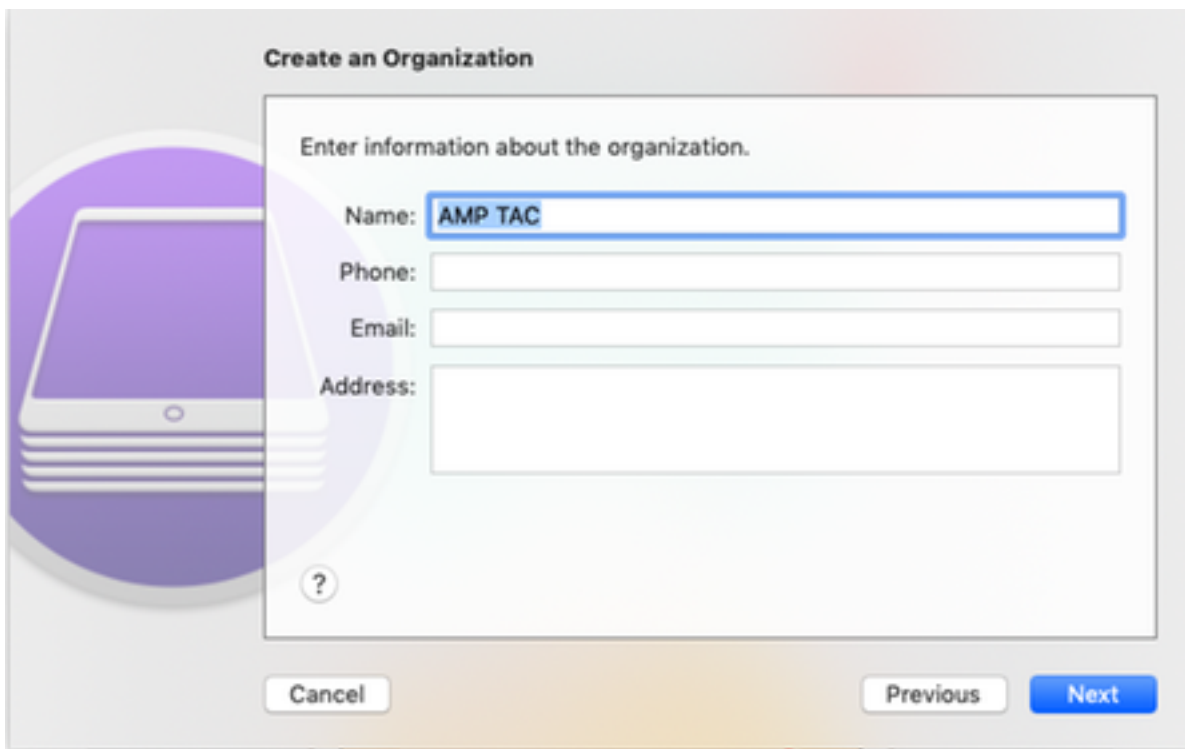 Create an Organization
Enter information about the organization.
Name: AMP TAC
Phone:
Email:
Address:
?
Cancel
Previous
Next